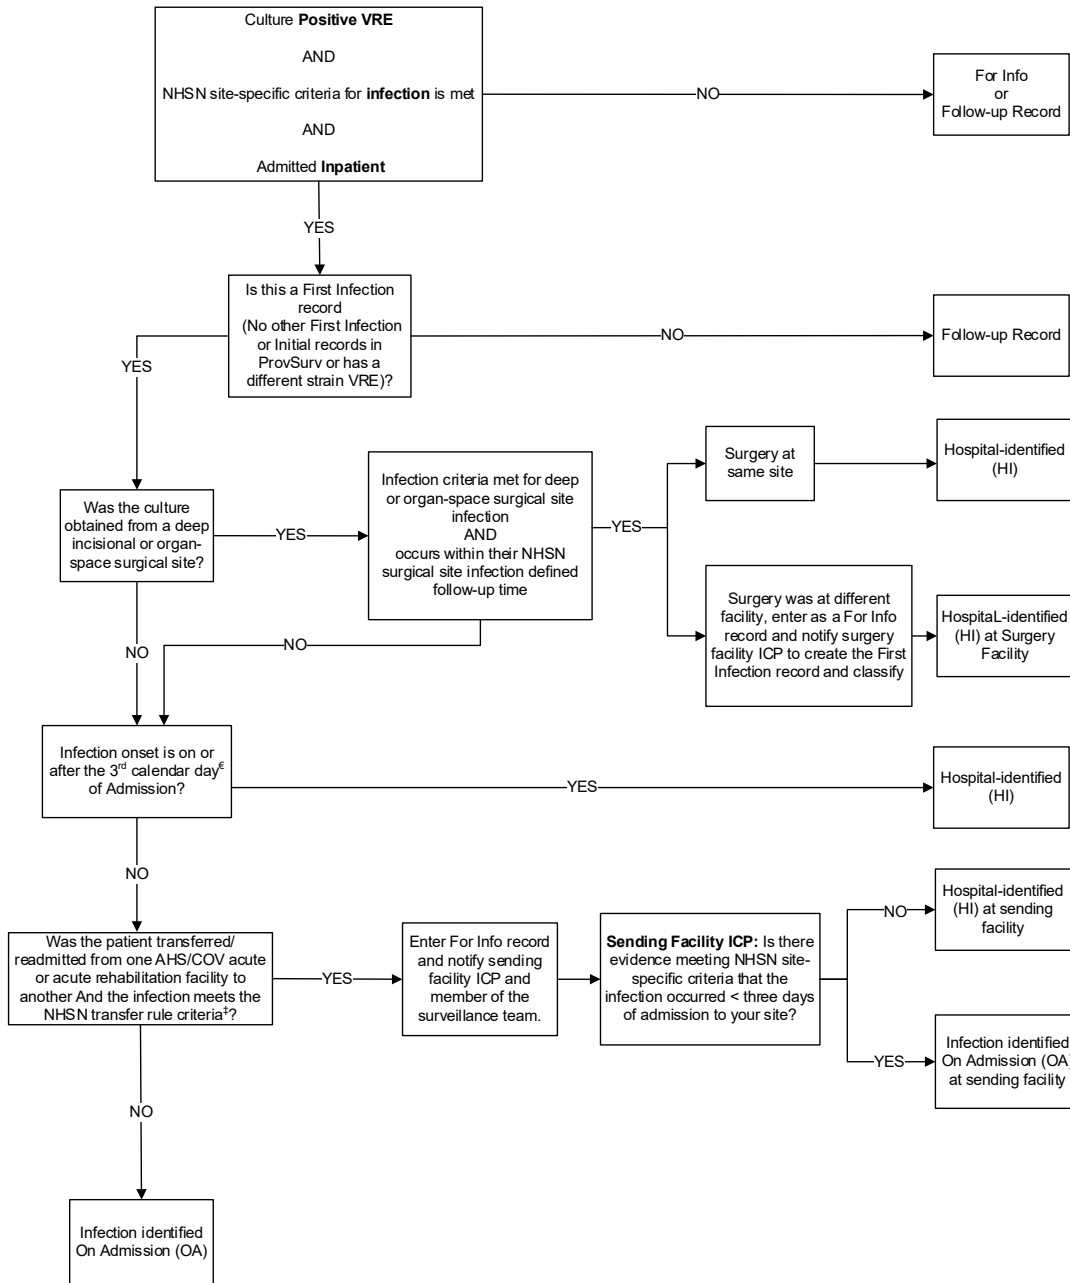 Culture Positive VRE
AND
NHSN site-specific criteria for infection is met
AND
Admitted Inpatient
NO
For Info
or
Follow-up Record
YES
Is this a First Infection
record
(No other First Infection
or Initial records in
ProvSurv or has a
different strain VRE)?
NO
Follow-up Record
YES
Was the culture
obtained from a deep
incisional or organ-
space surgical site?
YES
Infection criteria met for deep
or organ-space surgical site
infection
AND
occurs within their NHSN
surgical site infection defined
follow-up time
YES
Surgery at
same site
Hospital-identified
(HI)
Surgery was at different
facility, enter as a For Info
record and notify surgery
facility ICP to create the First
Infection record and classify
HospitaL-identified
(HI) at Surgery
Facility
NO
NO
Infection onset is on or
after the 3rd calendar day€
of Admission?
YES
Hospital-identified
(HI)
NO
Was the patient transferred/
readmitted from one AHS/COV acute
or acute rehabilitation facility to
another And the infection meets the
NHSN transfer rule criteria‡?
YES
Enter For Info record
and notify sending
facility ICP and
member of the
surveillance team.
Sending Facility ICP: Is there
evidence meeting NHSN site-
specific criteria that the
infection occurred < three days
of admission to your site?
NO
Hospital-identified
(HI) at sending
facility
YES
Infection identified
On Admission (OA)
at sending facility
NO
Infection identified
On Admission (OA)